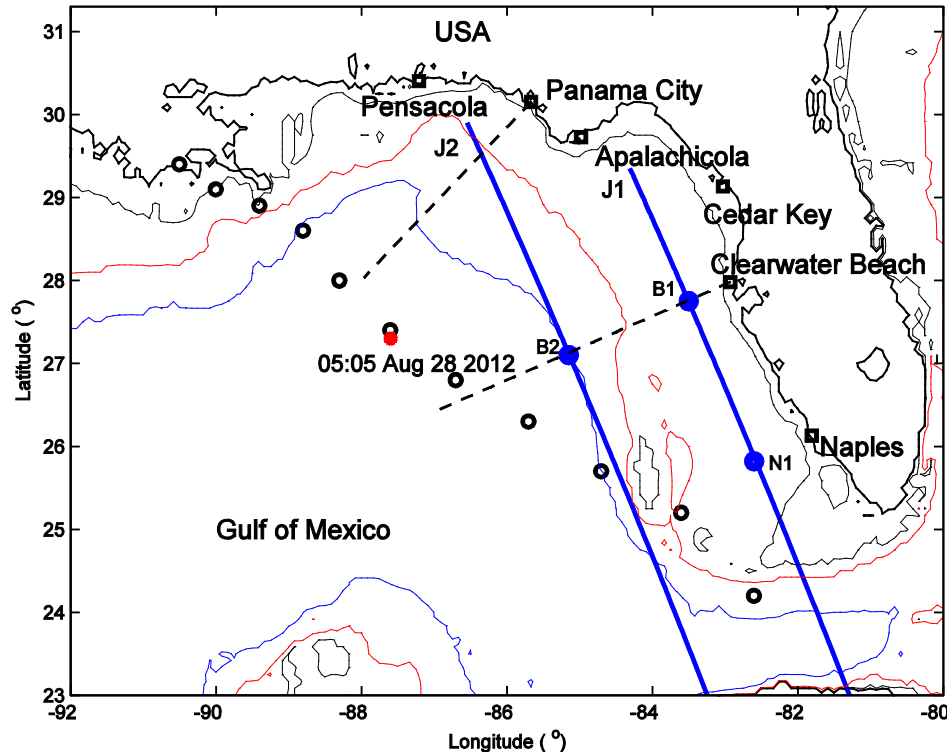 USA
31
Panama City
Pensacola
30
J2
Apalachicola
J1
29
Cedar Key
28
Clearwater Beach
B1
27
B2
05:05 Aug 28 2012
26
Naples
N1
25
Gulf of Mexico
24
23
-92 -90 -88 -86 -84 -82 -80
Latitude ( °)
Longitude ( °)